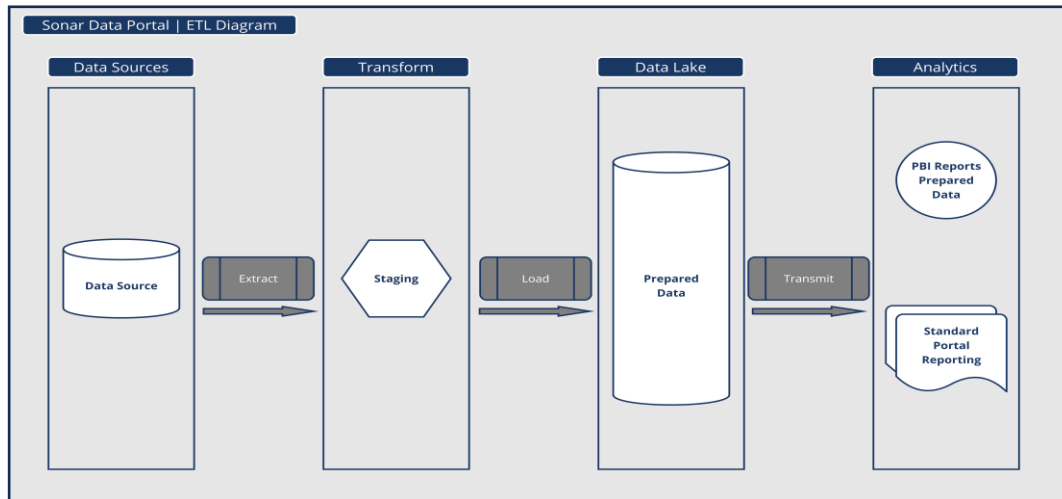 Sonar Data Portal | ETL Diagram
Data Sources
Transform
Data Lake
Analytics
Data Source
Extract
Staging
Load
Prepared
Data
Transmit
PBI Reports
Prepared
Data
Standard
Portal
Reporting